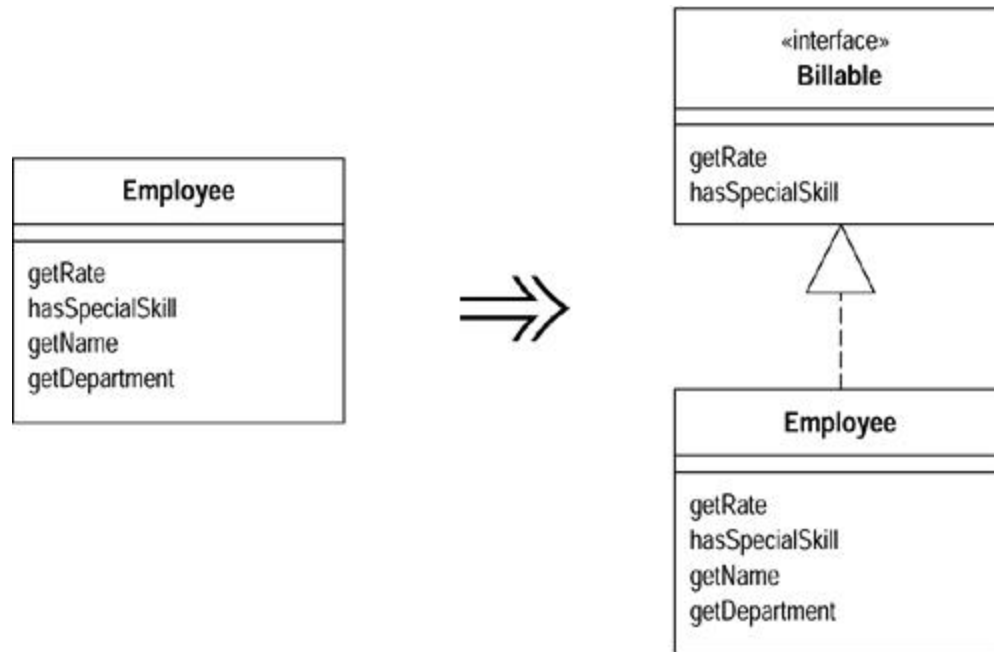 Employee
getRate
hasSpecialSkill
getName
getDepartment
«interface»
Billable
getRate
hasSpecialSkill
Employee
getRate
hasSpecialSkill
getName
getDepartment